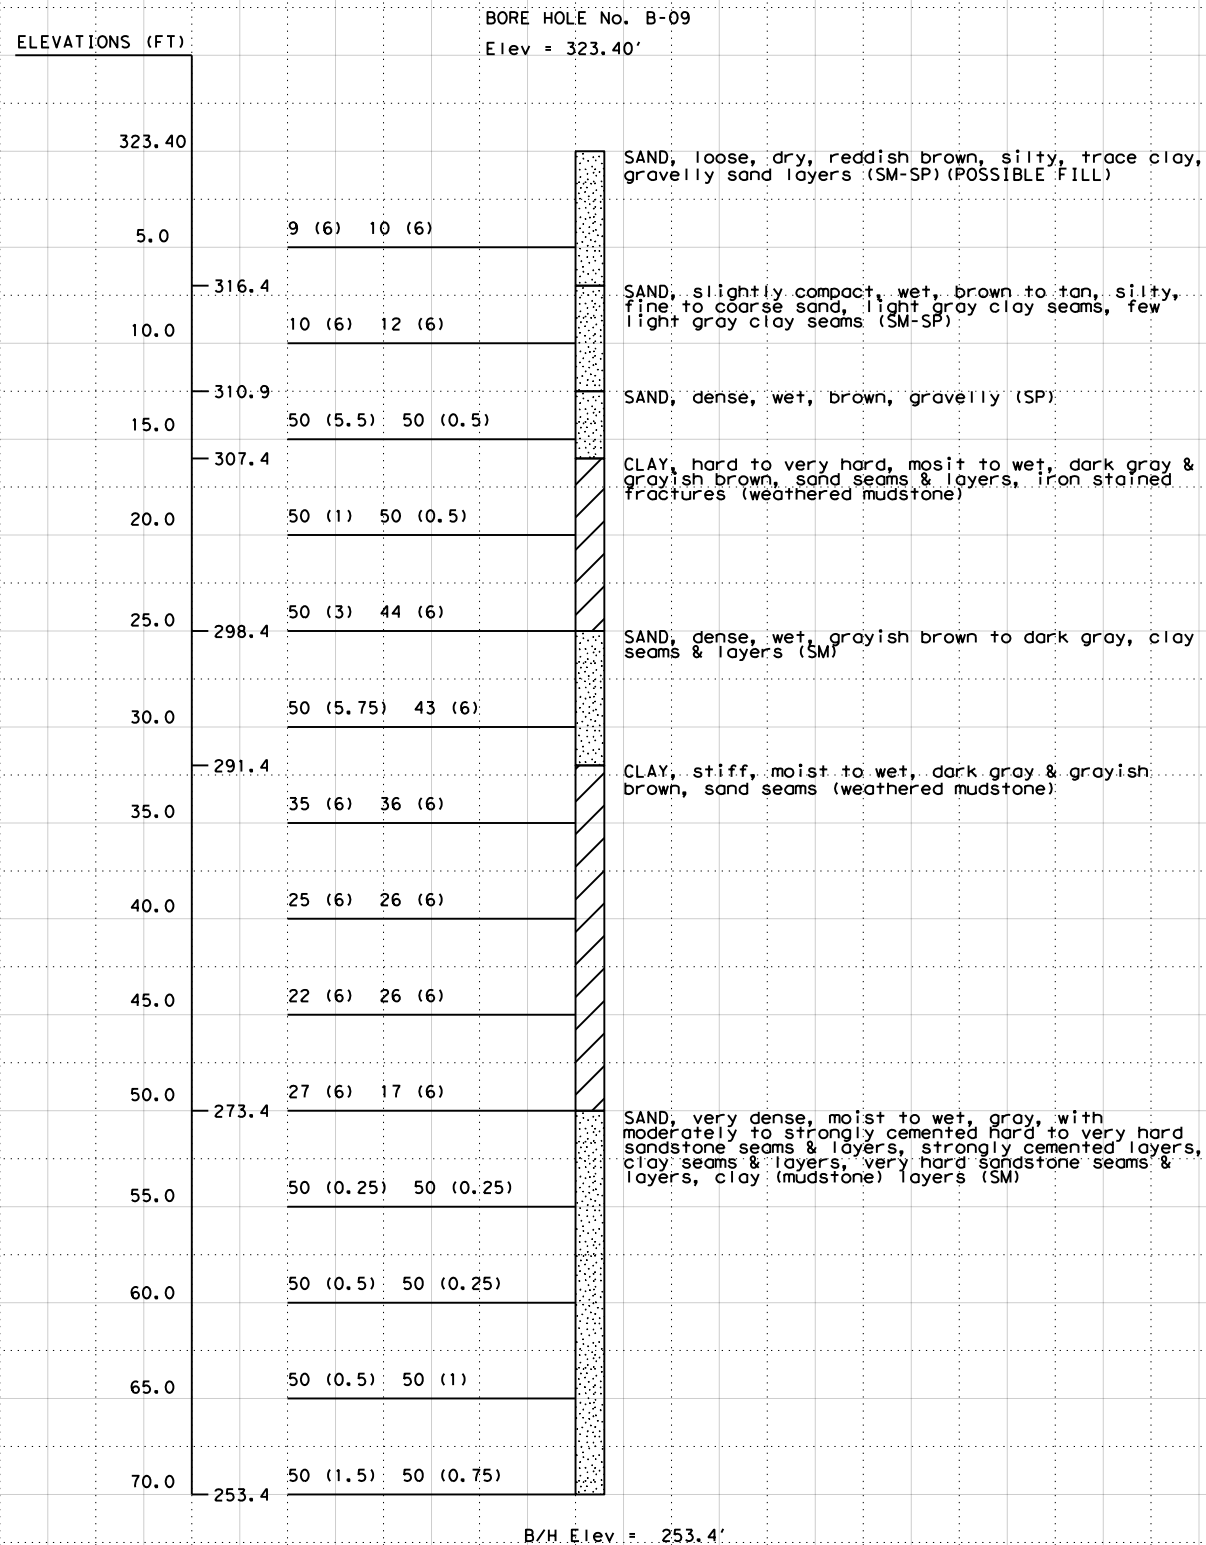 BORE HOLE No. B-09
ELEVATIONS (FT)
Elev = 323.40'
323.40
SAND, loose, dry, reddish brown, silty, trace clay,
gravelly sand layers (SM-SP)(POSSIBLE FILL)
9 (6) 10 (6)
5.0
316.4
SAND, slightly compact, wet, brown to tan, silty,
fine to coarse sand, light gray clay seams, few
light gray clay seams (SM-SP)
10 (6) 12 (6)
10.0
310.9
SAND, dense, wet, brown, gravelly (SP)
50 (5.5) 50 (0.5)
15.0
307.4
CLAY, hard to very hard, mosit to wet, dark gray &
grayish brown, sand seams & layers, iron stained
fractures (weathered mudstone)
50 (1) 50 (0.5)
20.0
50 (3) 44 (6)
25.0
298.4
SAND, dense, wet, grayish brown to dark gray, clay
seams & layers (SM)
50 (5.75) 43 (6)
30.0
291.4
CLAY, stiff, moist to wet, dark gray & grayish
brown, sand seams (weathered mudstone)
35 (6) 36 (6)
35.0
25 (6) 26 (6)
40.0
22 (6) 26 (6)
45.0
27 (6) 17 (6)
50.0
273.4
SAND, very dense, moist to wet, gray, with
moderately to strongly cemented hard to very hard
sandstone seams & layers, strongly cemented layers,
clay seams & layers, very hard sandstone seams &
layers, clay (mudstone) layers (SM)
50 (0.25) 50 (0.25)
55.0
50 (0.5) 50 (0.25)
60.0
50 (0.5) 50 (1)
65.0
50 (1.5) 50 (0.75)
70.0
253.4
B/H Elev = 253.4'